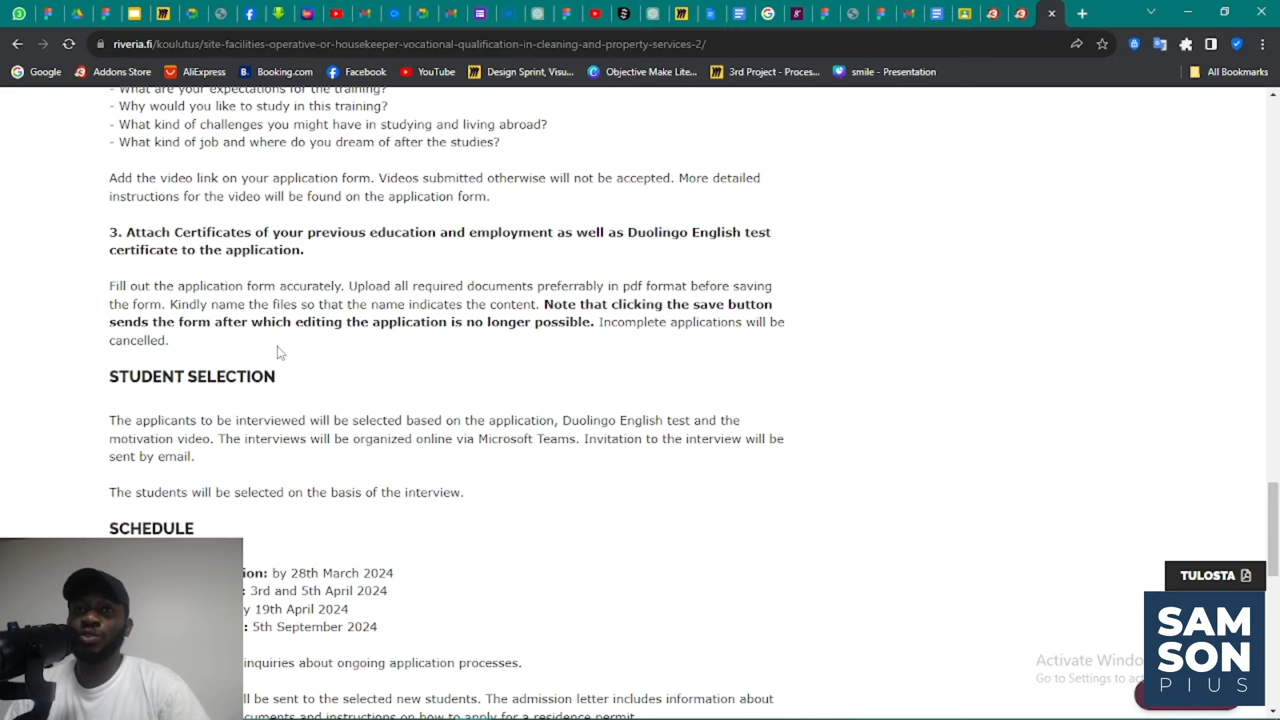 riveria.fi/koulutus/site-facilities-operative-or-housekeeper-vocational-qualification-in-cleaning-and-property-services-2/
Google
Addons Store
AliExpress
Booking.com
Facebook
YouTube
Design Sprint, Visu...
Objective Make Lite...
3rd Project - Proces...
smile - Presentation
All Bookmarks
- What are your expectations for the training?
- Why would you like to study in this training?
- What kind of challenges you might have in studying and living abroad?
- What kind of job and where do you dream of after the studies?
Add the video link on your application form. Videos submitted otherwise will not be accepted. More detailed
instructions for the video will be found on the application form.
3. Attach Certificates of your previous education and employment as well as Duolingo English test
certificate to the application.
Fill out the application form accurately. Upload all required documents preferrably in pdf format before saving
the form. Kindly name the files so that the name indicates the content. Note that clicking the save button
sends the form after which editing the application is no longer possible. Incomplete applications will be
cancelled.
STUDENT SELECTION
The applicants to be interviewed will be selected based on the application, Duolingo English test and the
motivation video. The interviews will be organized online via Microsoft Teams. Invitation to the interview will be
sent by email.
The students will be selected on the basis of the interview.
SCHEDULE
ion: by 28th March 2024
: 3rd and 5th April 2024
y 19th April 2024
: 5th September 2024
inquiries about ongoing application processes.
ll be sent to the selected new students. The admission letter includes information about
cuments and instructions on how to apply for a residence permit.
TULOSTA
Activate Windo
Go to Settings to act
SAM
SON
PIUS